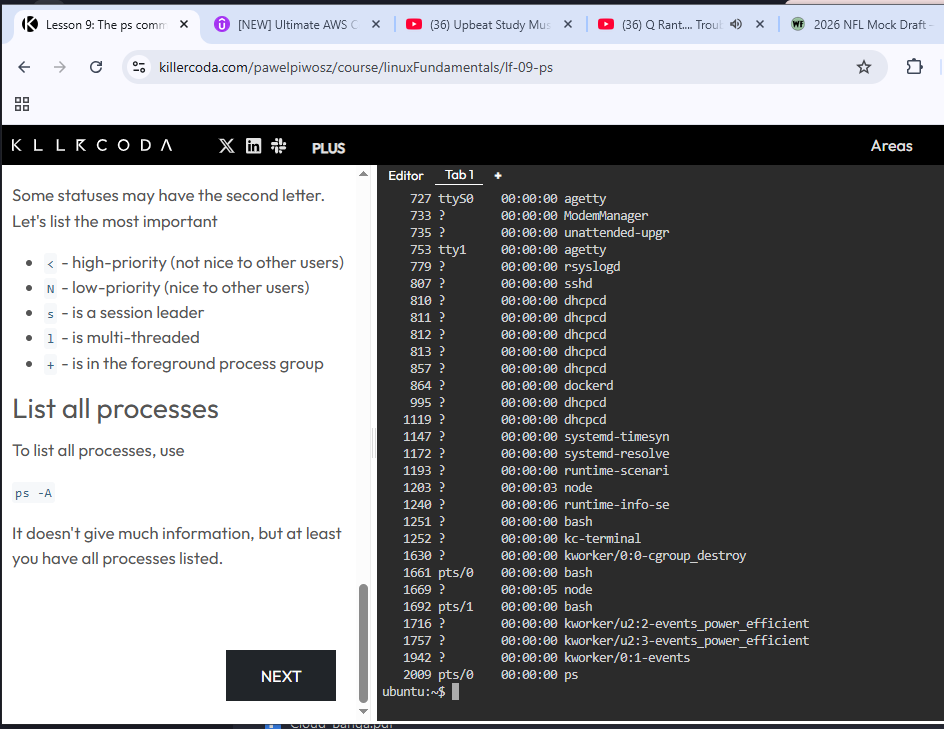 Lesson 9: The ps comm
[NEW] Ultimate AWS C
(36) Upbeat Study Mus
(36) Q Rant.... Trou
WF
2026 NFL Mock Draft -
killercoda.com/pawelpiwosz/course/linuxFundamentals/lf-09-ps
KILLERCODA
PLUS
Areas
Some statuses may have the second letter.
Let's list the most important
< - high-priority (not nice to other users)
N - low-priority (nice to other users)
s - is a session leader
l - is multi-threaded
+ - is in the foreground process group
List all processes
To list all processes, use
ps -A
It doesn't give much information, but at least
you have all processes listed.
NEXT
Editor Tab 1 +
727 ttyS0 00:00:00 agetty
733 ? 00:00:00 ModemManager
735 ? 00:00:00 unattended-upgr
753 tty1 00:00:00 agetty
779 ? 00:00:00 rsyslogd
807 ? 00:00:00 sshd
810 ? 00:00:00 dhcpcd
811 ? 00:00:00 dhcpcd
812 ? 00:00:00 dhcpcd
813 ? 00:00:00 dhcpcd
857 ? 00:00:00 dhcpcd
864 ? 00:00:00 dockerd
995 ? 00:00:00 dhcpcd
1119 ? 00:00:00 dhcpcd
1147 ? 00:00:00 systemd-timesyn
1172 ? 00:00:00 systemd-resolve
1193 ? 00:00:00 runtime-scenari
1203 ? 00:00:03 node
1240 ? 00:00:06 runtime-info-se
1251 ? 00:00:00 bash
1252 ? 00:00:00 kc-terminal
1630 ? 00:00:00 kworker/0:0-cgroup_destroy
1661 pts/0 00:00:00 bash
1669 ? 00:00:05 node
1692 pts/1 00:00:00 bash
1716 ? 00:00:00 kworker/u2:2-events_power_efficient
1757 ? 00:00:00 kworker/u2:3-events_power_efficient
1942 ? 00:00:00 kworker/0:1-events
2009 pts/0 00:00:00 ps
ubuntu:~$